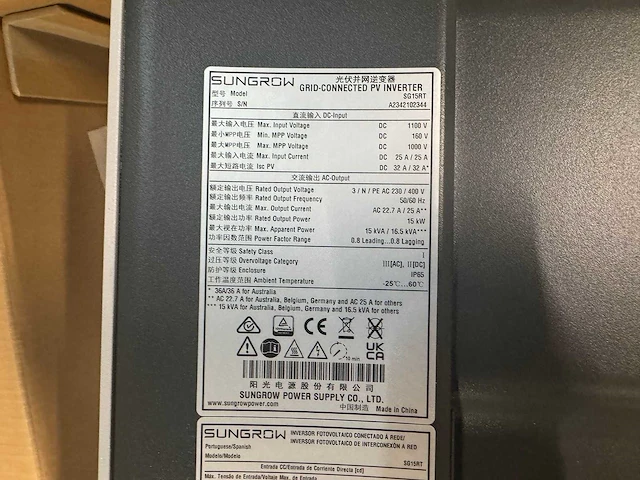 SUNGROW
光伏并网逆变器
GRID-CONNECTED PV INVERTER
型号 Model SG15RT
序列号 S/N A2342102344
直流输入 DC-Input
最大输入电压 Max. Input Voltage DC 1100 V
最小MPP电压 Min. MPP Voltage DC 160 V
最大MPP电压 Max. MPP Voltage DC 1000 V
最大输入电流 Max. Input Current DC 25 A / 25 A
最大短路电流 Isc PV DC 32 A / 32 A*
交流输出 AC-Output
额定输出电压 Rated Output Voltage 3 / N / PE AC 230 / 400 V
额定输出频率 Rated Output Frequency 50/60 Hz
最大输出电流 Max. Output Current AC 22.7 A / 25 A**
额定输出功率 Rated Output Power 15 kW
最大视在功率 Max. Apparent Power 15 kVA / 16.5 kVA***
功率因数范围 Power Factor Range 0.8 Leading...0.8 Lagging
安全等级 Safety Class I
过压等级 Overvoltage Category III[AC], II[DC]
防护等级 Enclosure IP65
工作温度范围 Ambient Temperature -25℃...60℃
* 36A/36 A for Australia
** AC 22.7 A for Australia, Belgium, Germany and AC 25 A for others
*** 15 kVA for Australia, Belgium, Germany and 16.5 kVA for others
CE
UK
CA
10 min
阳光电源股份有限公司
SUNGROW POWER SUPPLY CO., LTD.
www.sungrowpower.com 中国制造 Made in China
SUNGROW
INVERSOR FOTOVOLTAICO CONECTADO À REDE/
INVERSOR FOTOVOLTAICO DE INTERCONEXIÓN A RED
Portuguese/Spanish
Modelo/Modelo SG15RT
Entrada CC/Entrada de Corriente Directa [cd]
Máx. Tensão de Entrada/Voltaje Máx. de Entrada